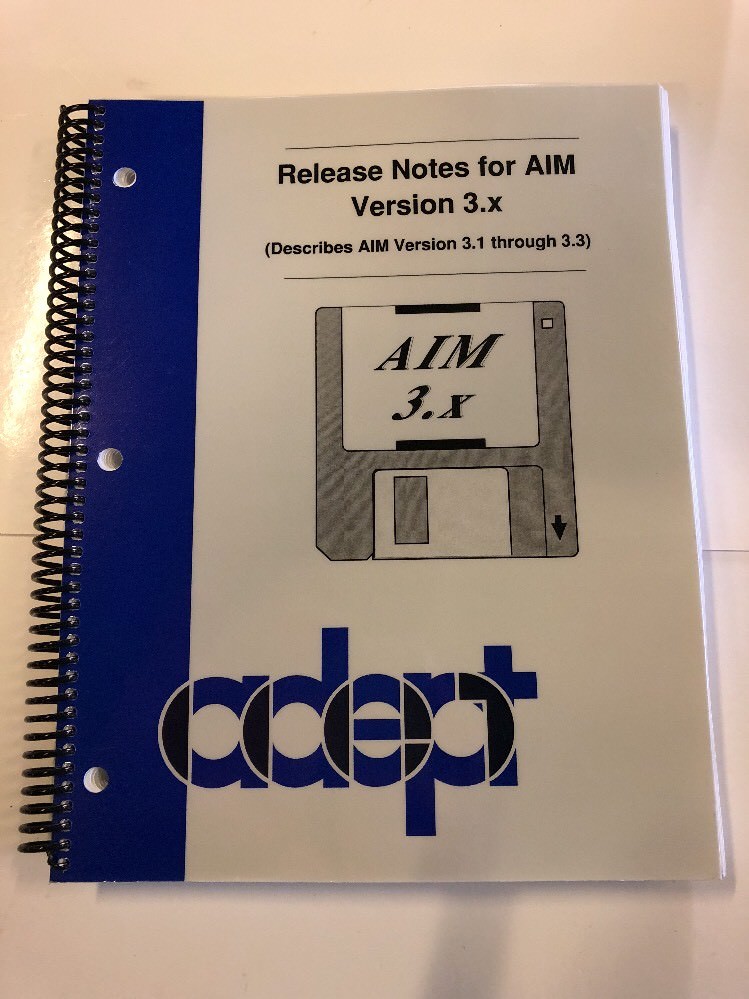 Release Notes for AIM
Version 3.x
(Describes AIM Version 3.1 through 3.3)
AIM
3.x
adept